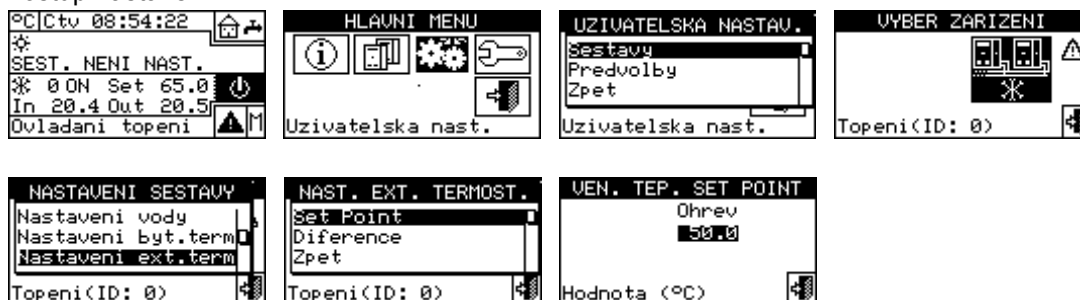 °C|Ctv 08:54:22
SEST. NENI NAST.
0 ON Set 65.0
In 20.4 Out 20.5
Ovladani topeni
M
HLAVNI MENU
Uzivatelska nast.
UZIVATELSKA NASTAV.
Sestavy
Predvolby
Zpet
Uzivatelska nast.
VYBER ZARIZENI
Topeni(ID: 0)
NASTAVENI SESTAVY
Nastaveni vody
Nastaveni byt.term
Nastaveni ext.term
Topeni(ID: 0)
NAST. EXT. TERMOST.
Set Point
Diference
Zpet
Topeni(ID: 0)
VEN. TEP. SET POINT
Ohrev
50.0
Hodnota (°C)